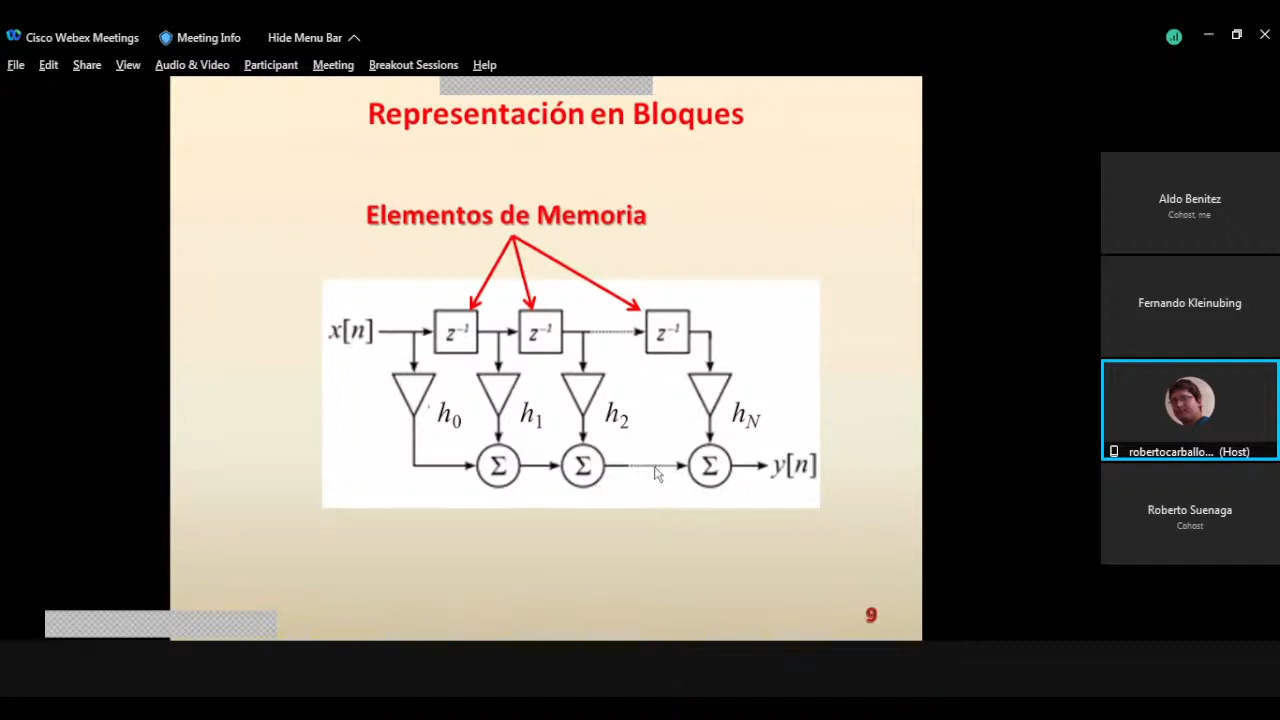 Cisco Webex Meetings Meeting Info Hide Menu Bar
File Edit Share View Audio & Video Participant Meeting Breakout Sessions Help
Representación en Bloques
Elementos de Memoria
x[n] z⁻¹ z⁻¹ z⁻¹
h₀ h₁ h₂ h_N
Σ Σ Σ y[n]
9
Aldo Benitez
Cohost, me
Fernando Kleinubing
robertocarballo... (Host)
Roberto Suenaga
Cohost